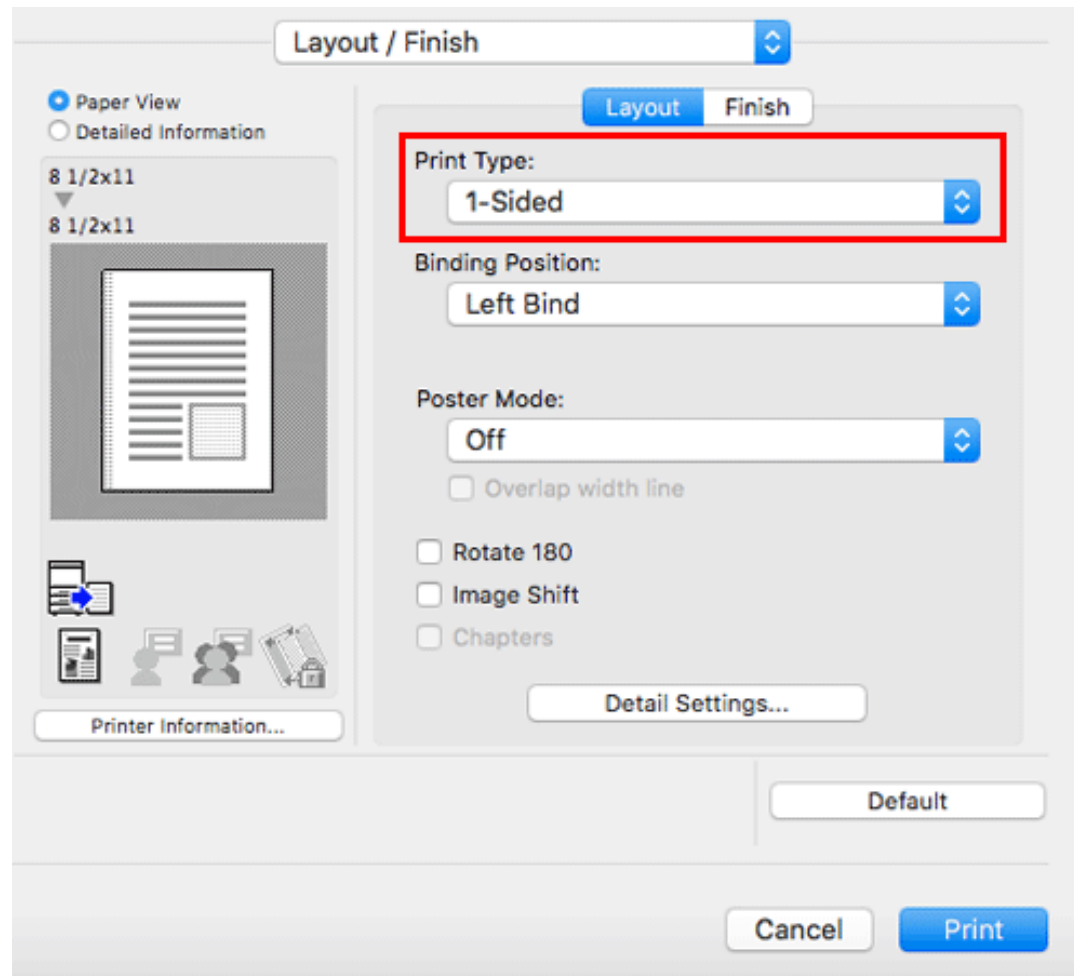 Layout / Finish
Paper View
Detailed Information
8 1/2x11
8 1/2x11
Printer Information...
Layout Finish
Print Type:
1-Sided
Binding Position:
Left Bind
Poster Mode:
Off
Overlap width line
Rotate 180
Image Shift
Chapters
Detail Settings...
Default
Cancel Print